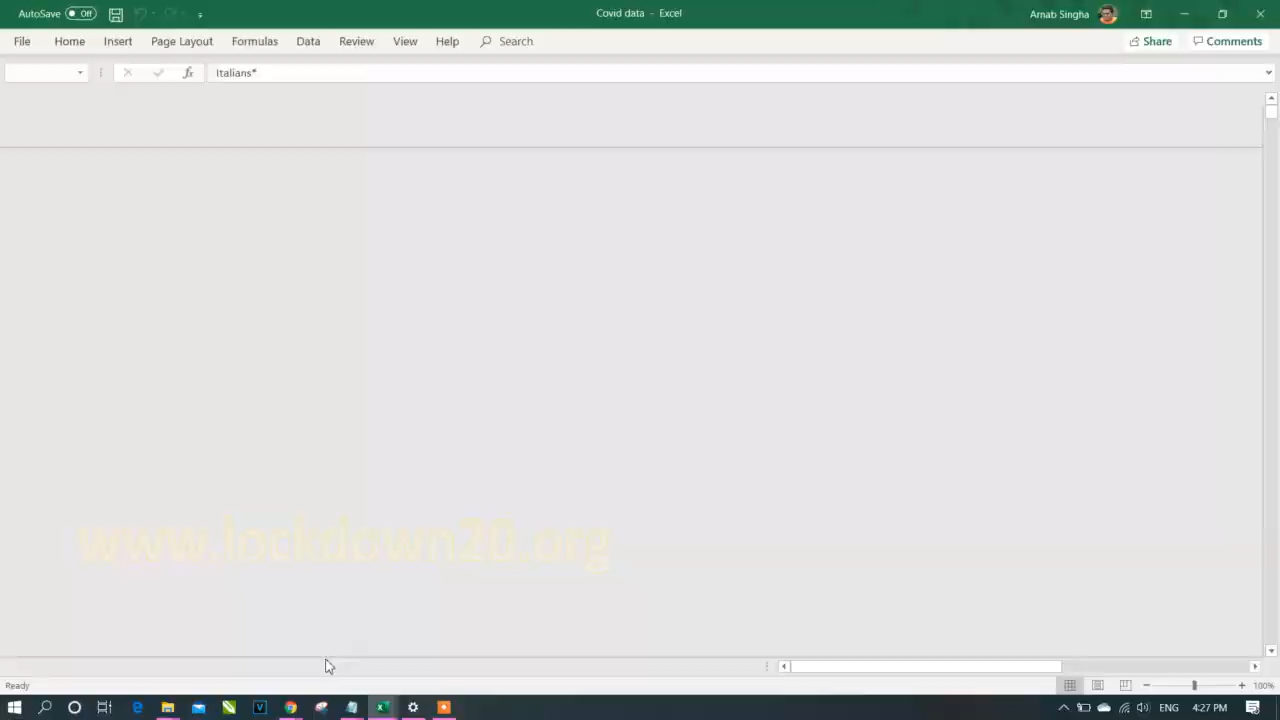 AutoSave Off
Covid data - Excel
Arnab Singha
File Home Insert Page Layout Formulas Data Review View Help Search
Share Comments
fx Italians*
www.lockdown20.org
Ready
100%
ENG 4:27 PM